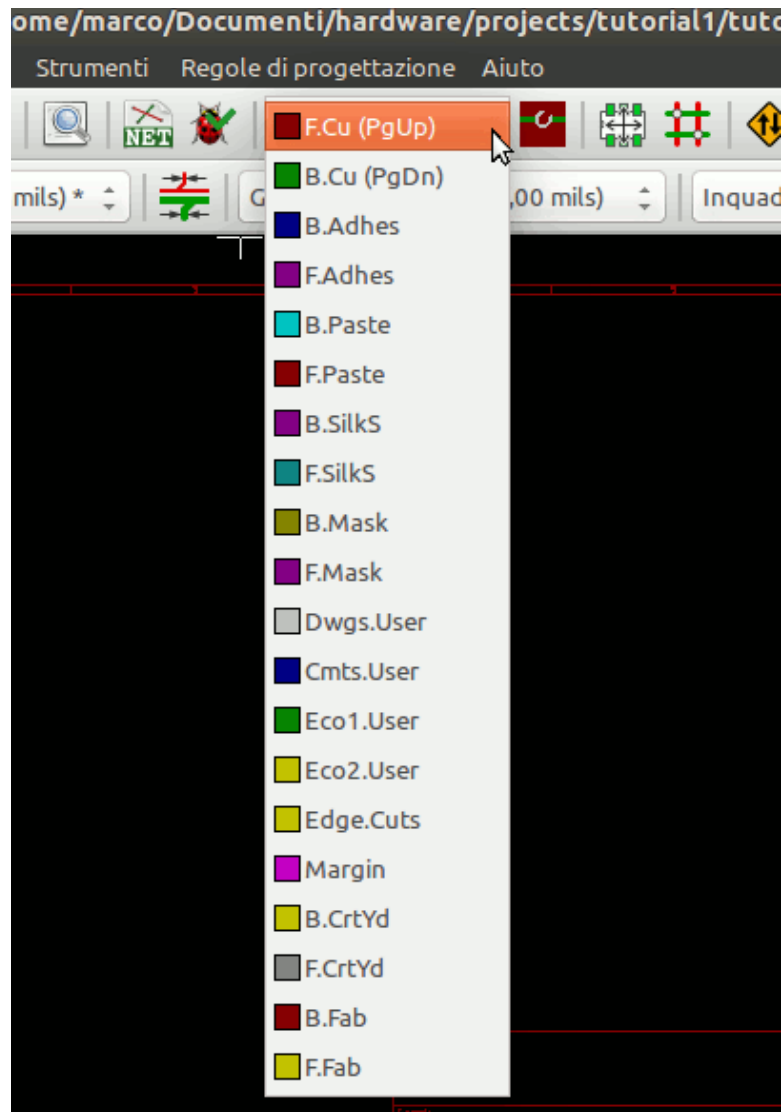 ome/marco/Documenti/hardware/projects/tutorial1/tuto
Strumenti Regole di progettazione Aiuto
NET
F.Cu (PgUp)
mils) * G ,00 mils) Inquad
B.Cu (PgDn)
B.Adhes
F.Adhes
B.Paste
F.Paste
B.SilkS
F.SilkS
B.Mask
F.Mask
Dwgs.User
Cmts.User
Eco1.User
Eco2.User
Edge.Cuts
Margin
B.CrtYd
F.CrtYd
B.Fab
F.Fab